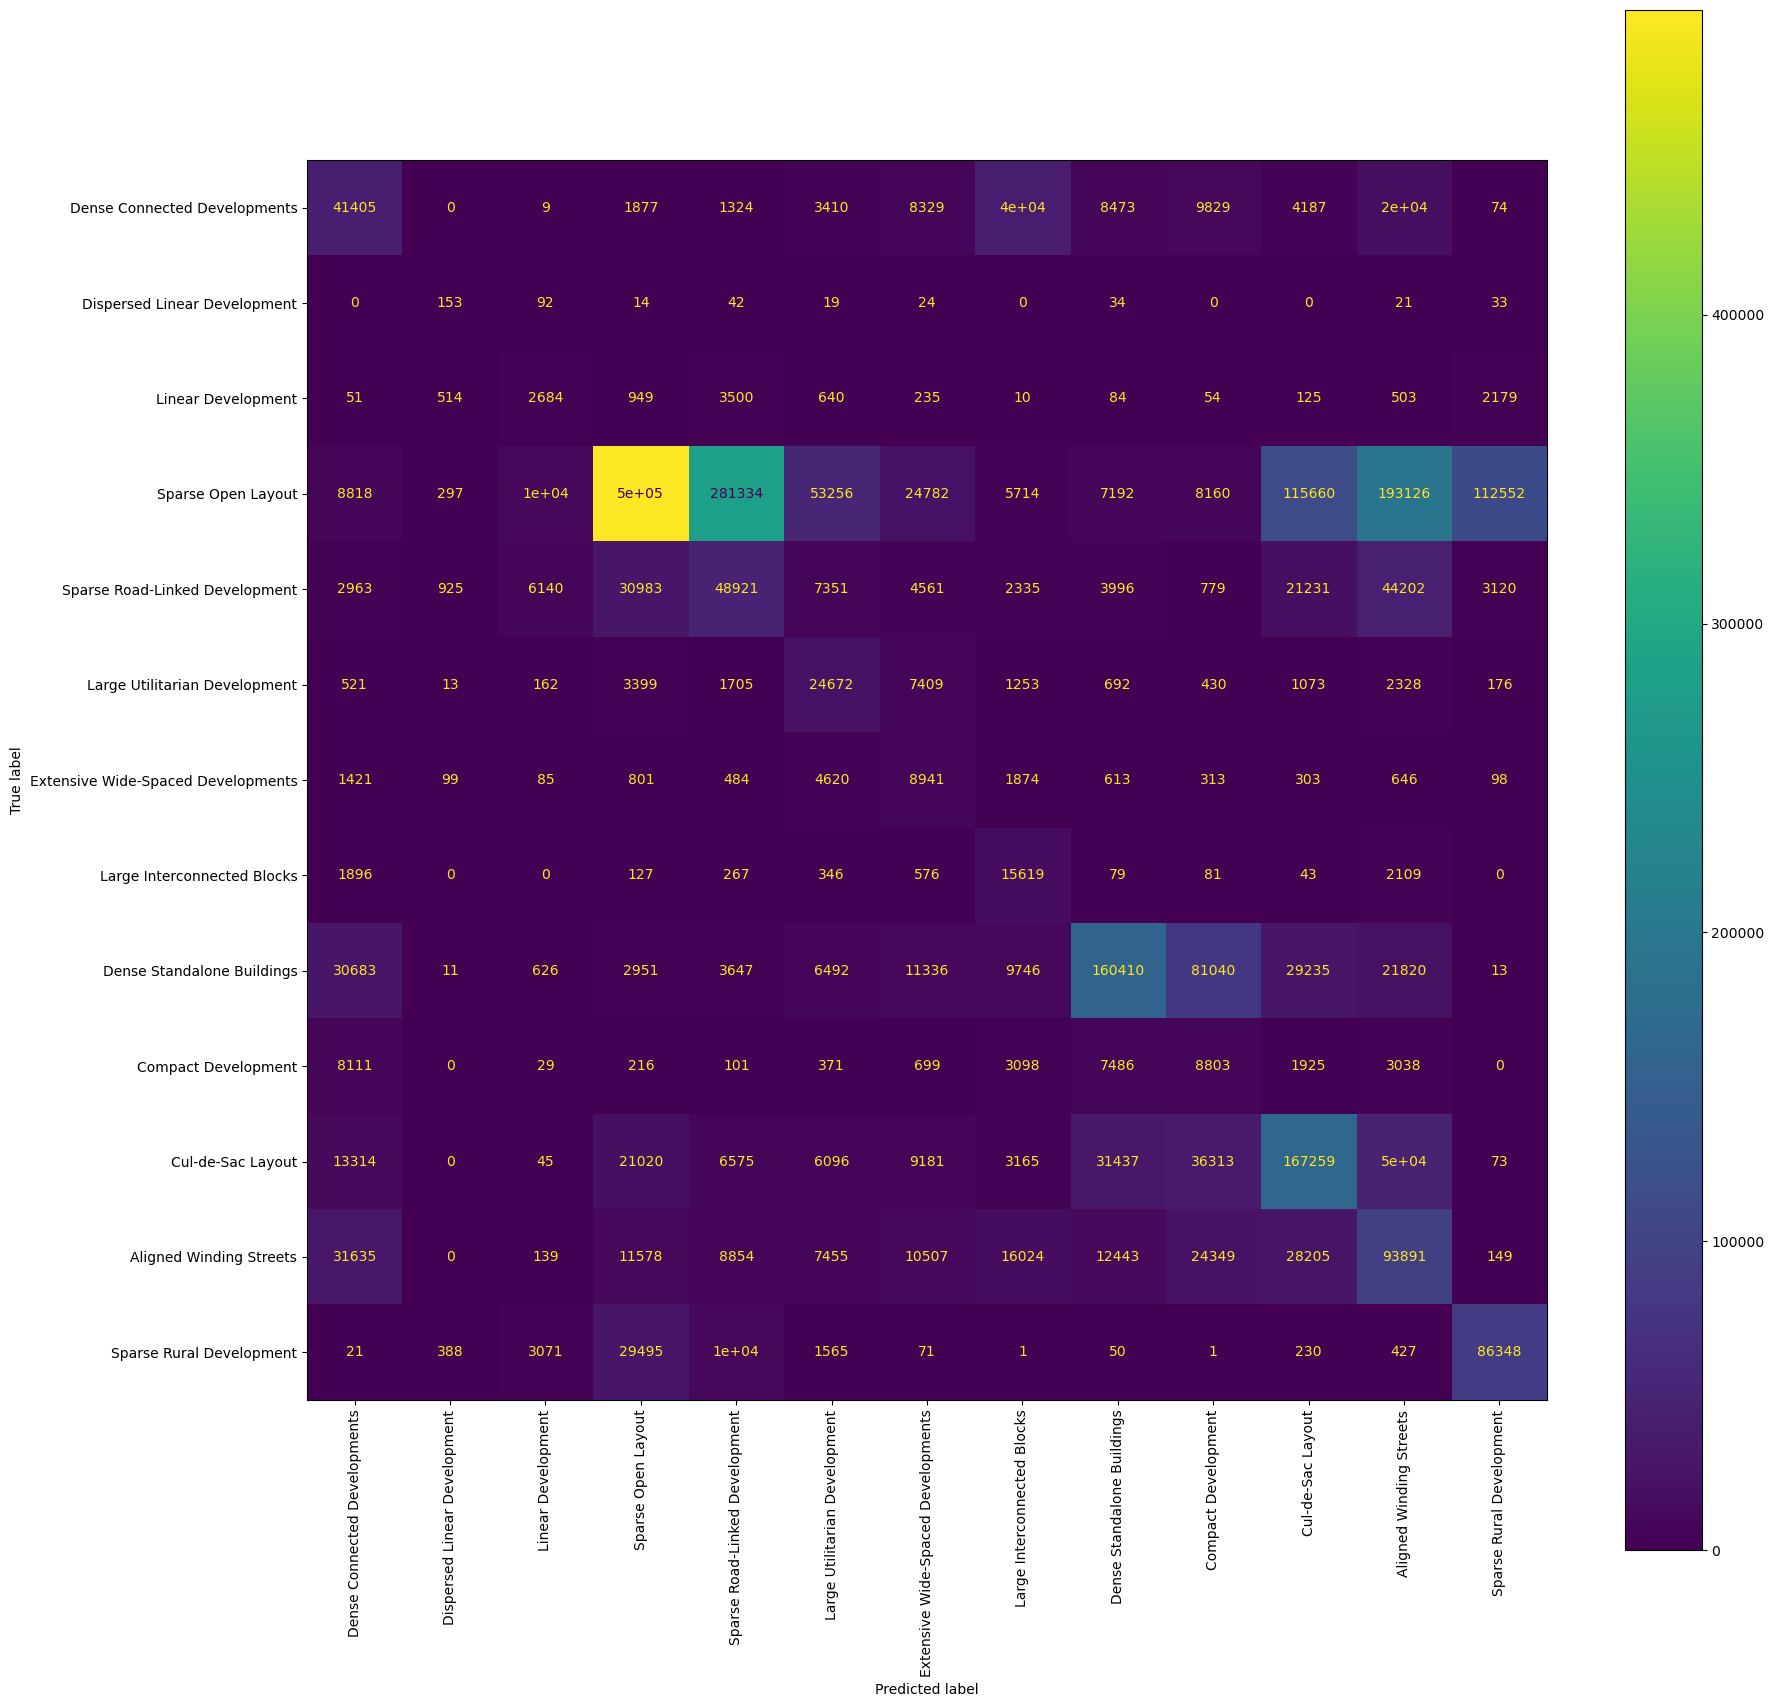 Dense Connected Developments 41405 0 9 1877 1324 3410 8329 4e+04 8473 9829 4187 2e+04 74
Dispersed Linear Development 0 153 92 14 42 19 24 0 34 0 0 21 33
Linear Development 51 514 2684 949 3500 640 235 10 84 54 125 503 2179
Sparse Open Layout 8818 297 1e+04 5e+05 281334 53256 24782 5714 7192 8160 115660 193126 112552
Sparse Road-Linked Development 2963 925 6140 30983 48921 7351 4561 2335 3996 779 21231 44202 3120
Large Utilitarian Development 521 13 162 3399 1705 24672 7409 1253 692 430 1073 2328 176
Extensive Wide-Spaced Developments 1421 99 85 801 484 4620 8941 1874 613 313 303 646 98
Large Interconnected Blocks 1896 0 0 127 267 346 576 15619 79 81 43 2109 0
Dense Standalone Buildings 30683 11 626 2951 3647 6492 11336 9746 160410 81040 29235 21820 13
Compact Development 8111 0 29 216 101 371 699 3098 7486 8803 1925 3038 0
Cul-de-Sac Layout 13314 0 45 21020 6575 6096 9181 3165 31437 36313 167259 5e+04 73
Aligned Winding Streets 31635 0 139 11578 8854 7455 10507 16024 12443 24349 28205 93891 149
Sparse Rural Development 21 388 3071 29495 1e+04 1565 71 1 50 1 230 427 86348
True label
Dense Connected Developments
Dispersed Linear Development
Linear Development
Sparse Open Layout
Sparse Road-Linked Development
Large Utilitarian Development
Extensive Wide-Spaced Developments
Large Interconnected Blocks
Dense Standalone Buildings
Compact Development
Cul-de-Sac Layout
Aligned Winding Streets
Sparse Rural Development
Predicted label
400000
300000
200000
100000
0